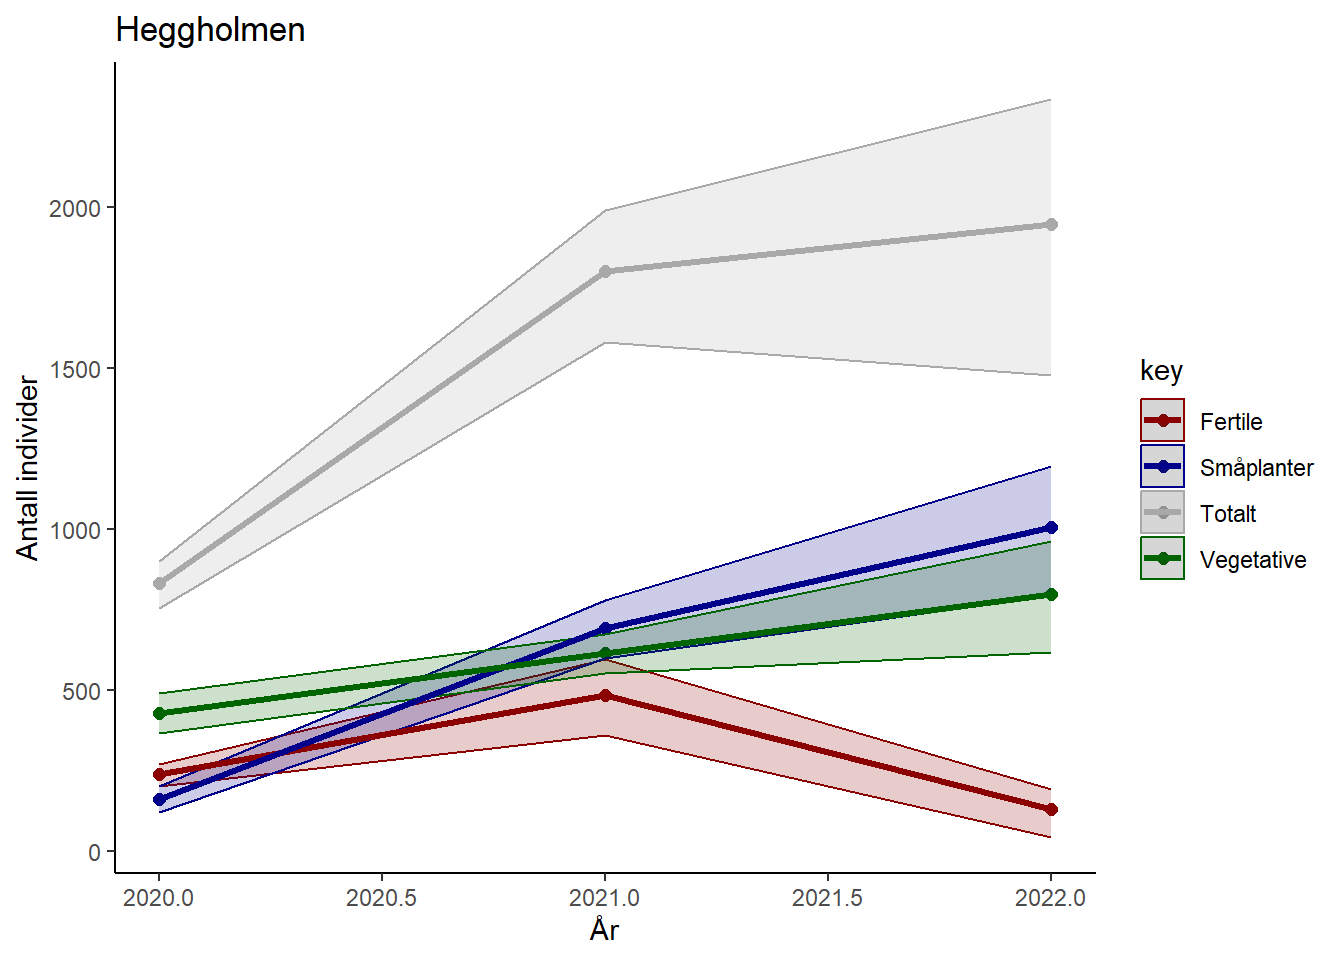 Heggholmen
Antall individer
2000
1500
1000
500
0
2020.0 2020.5 2021.0 2021.5 2022.0
År
key
Fertile
Småplanter
Totalt
Vegetative